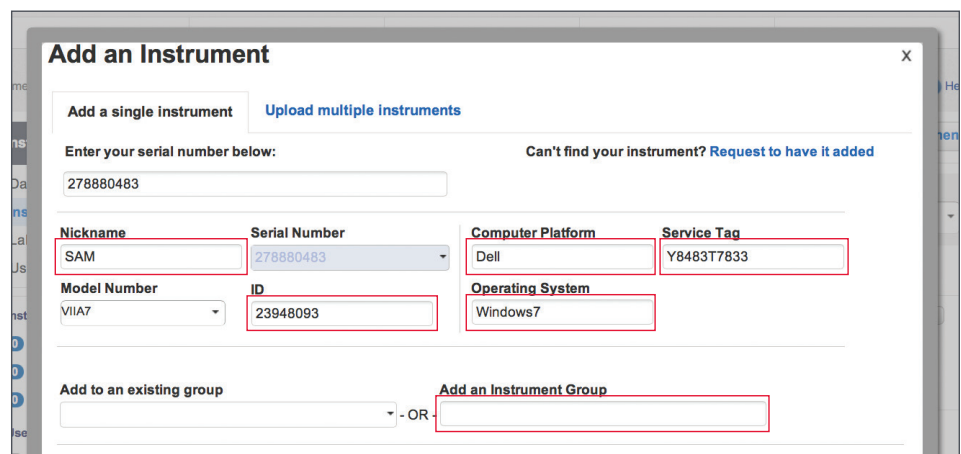 Add an Instrument
X
Add a single instrument
Upload multiple instruments
Enter your serial number below:
Can't find your instrument? Request to have it added
278880483
Nickname
Serial Number
Computer Platform
Service Tag
SAM
278880483
Dell
Y8483T7833
Model Number
ID
Operating System
VIIA7
23948093
Windows7
Add to an existing group
Add an Instrument Group
- OR -